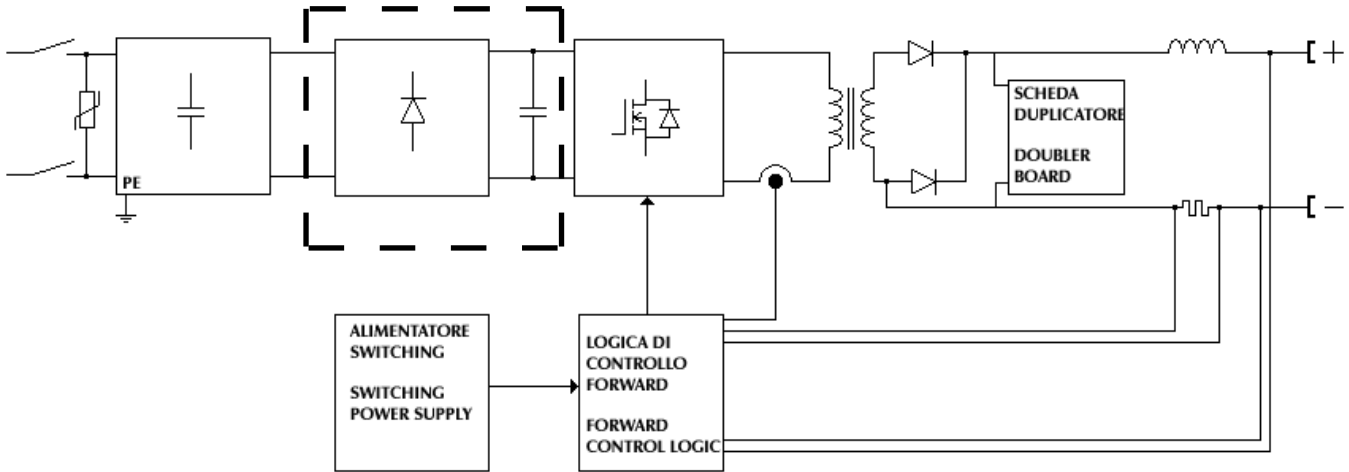 +
SCHEDA
DUPLICATORE
DOUBLER
BOARD
PE
−
ALIMENTATORE
SWITCHING
SWITCHING
POWER SUPPLY
LOGICA DI
CONTROLLO
FORWARD
FORWARD
CONTROL LOGIC